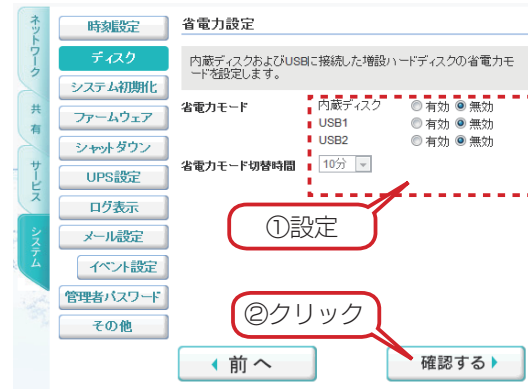 ネットワーク
共有
サービス
システム
時刻設定
ディスク
システム初期化
ファームウェア
シャットダウン
UPS設定
ログ表示
メール設定
イベント設定
管理者パスワード
その他
省電力設定
内蔵ディスクおよびUSBに接続した増設ハードディスクの省電力モ
ードを設定します。
省電力モード 内蔵ディスク 有効 無効
USB1 有効 無効
USB2 有効 無効
省電力モード切替時間 10分
①設定
②クリック
前へ
確認する